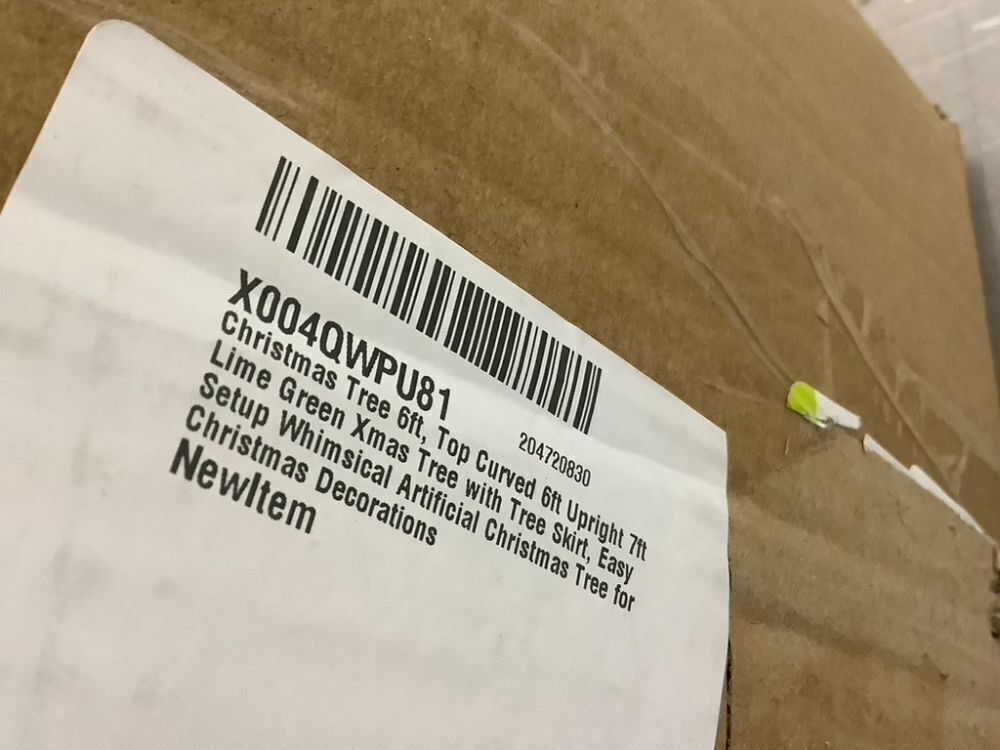 X004QWPU81
204720830
Christmas Tree 6ft, Top Curved 6ft Upright 7ft
Lime Green Xmas Tree with Tree Skirt, Easy
Setup Whimsical Artificial Christmas Tree for
Christmas Decorations
NewItem